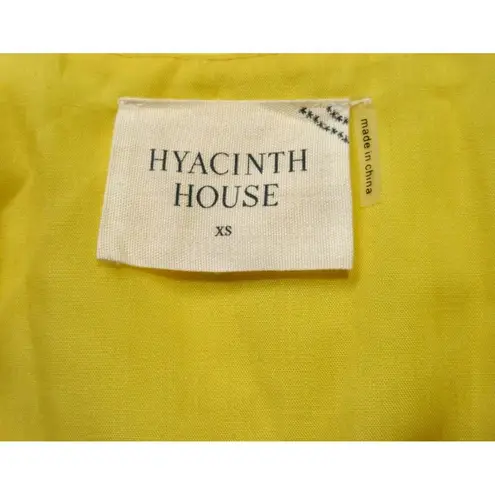 HYACINTH
HOUSE
XS
made in china